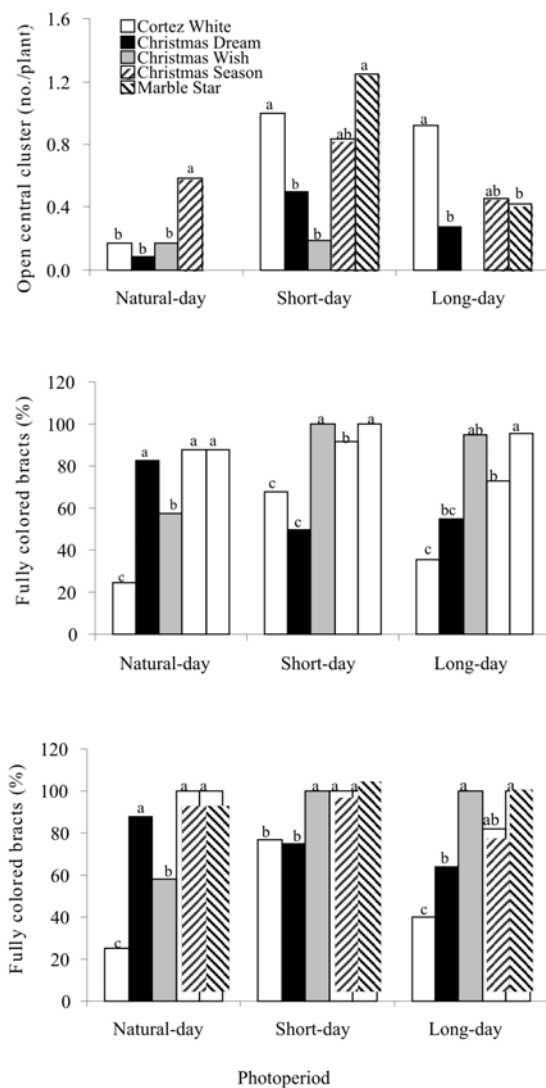 Open central cluster (no./plant)
1.6
1.2
0.8
0.4
0.0
Cortez White
Christmas Dream
Christmas Wish
Christmas Season
Marble Star
b b b a
a b b ab a
a b ab b
Natural-day Short-day Long-day
Fully colored bracts (%)
120
100
80
60
40
20
0
c a b a a
c c a b a
c bc ab b a
Natural-day Short-day Long-day
Fully colored bracts (%)
120
100
80
60
40
20
0
c a b a a
b b a a a
c b a ab a
Natural-day Short-day Long-day
Photoperiod